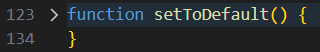 123 > function setToDefault() {
134 }